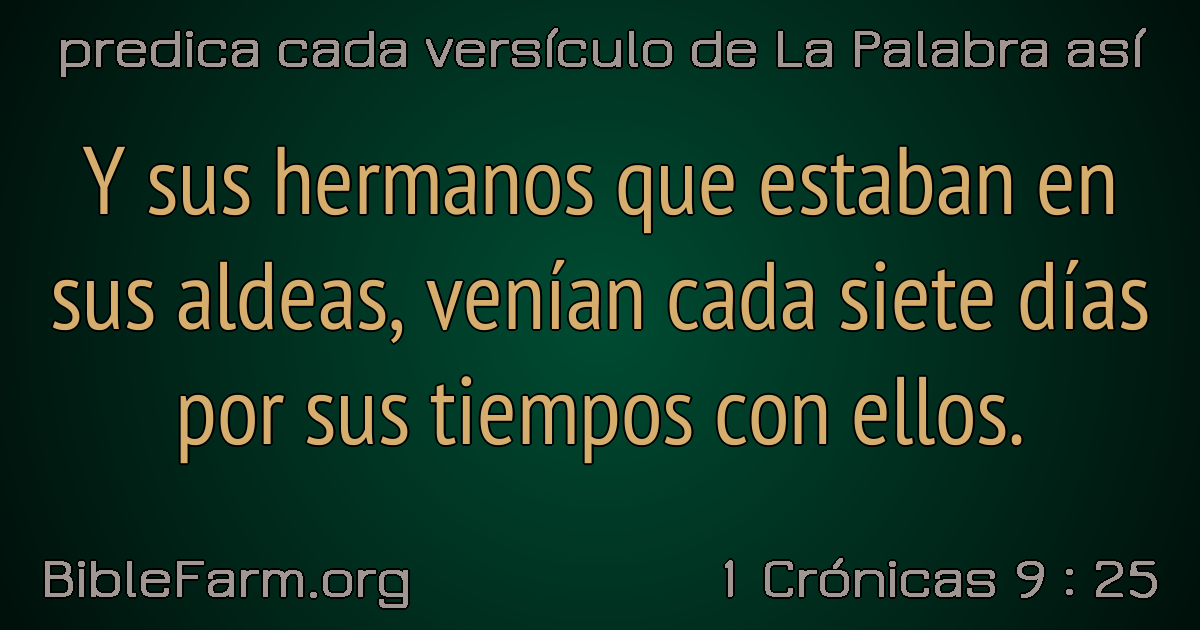 predica cada versículo de La Palabra así
Y sus hermanos que estaban en
sus aldeas, venían cada siete días
por sus tiempos con ellos.
BibleFarm.org
1 Crónicas 9 : 25